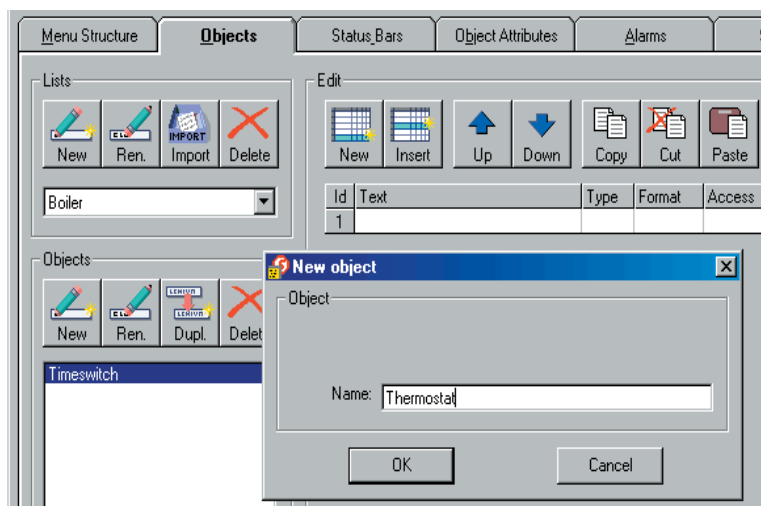 Menu Structure
Objects
Status Bars
Object Attributes
Alarms
Lists
New
Ren.
IMPORT
Import
Delete
Boiler
Edit
New
Insert
Up
Down
Copy
Cut
Paste
Id Text Type Format Access
1
Objects
New
Ren.
Dupl.
Delet
Timeswitch
New object
Object
Name: Thermostat
OK
Cancel